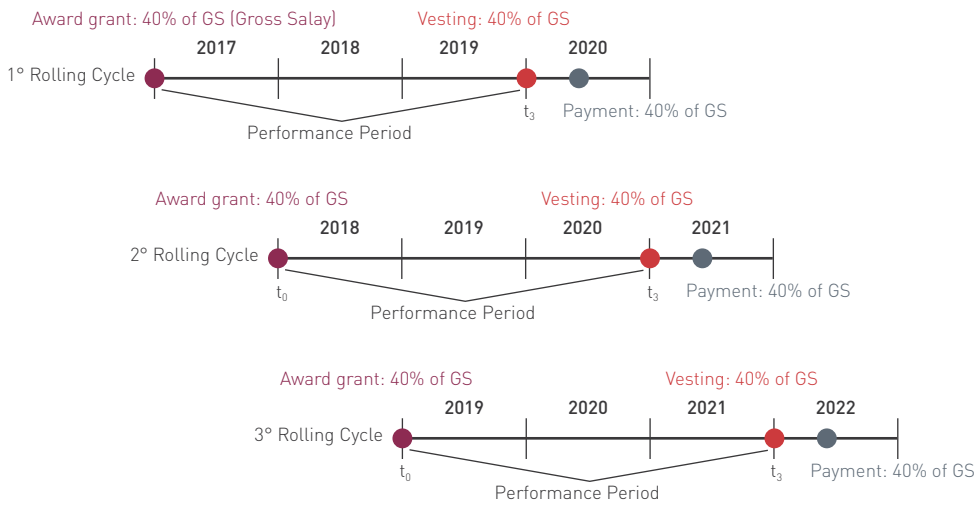 Award grant: 40% of GS (Gross Salay) Vesting: 40% of GS
2017 2018 2019 2020
1° Rolling Cycle
t3 Payment: 40% of GS
Performance Period
Award grant: 40% of GS Vesting: 40% of GS
2018 2019 2020 2021
2° Rolling Cycle
t0 t3 Payment: 40% of GS
Performance Period
Award grant: 40% of GS Vesting: 40% of GS
2019 2020 2021 2022
3° Rolling Cycle
t0 t3 Payment: 40% of GS
Performance Period